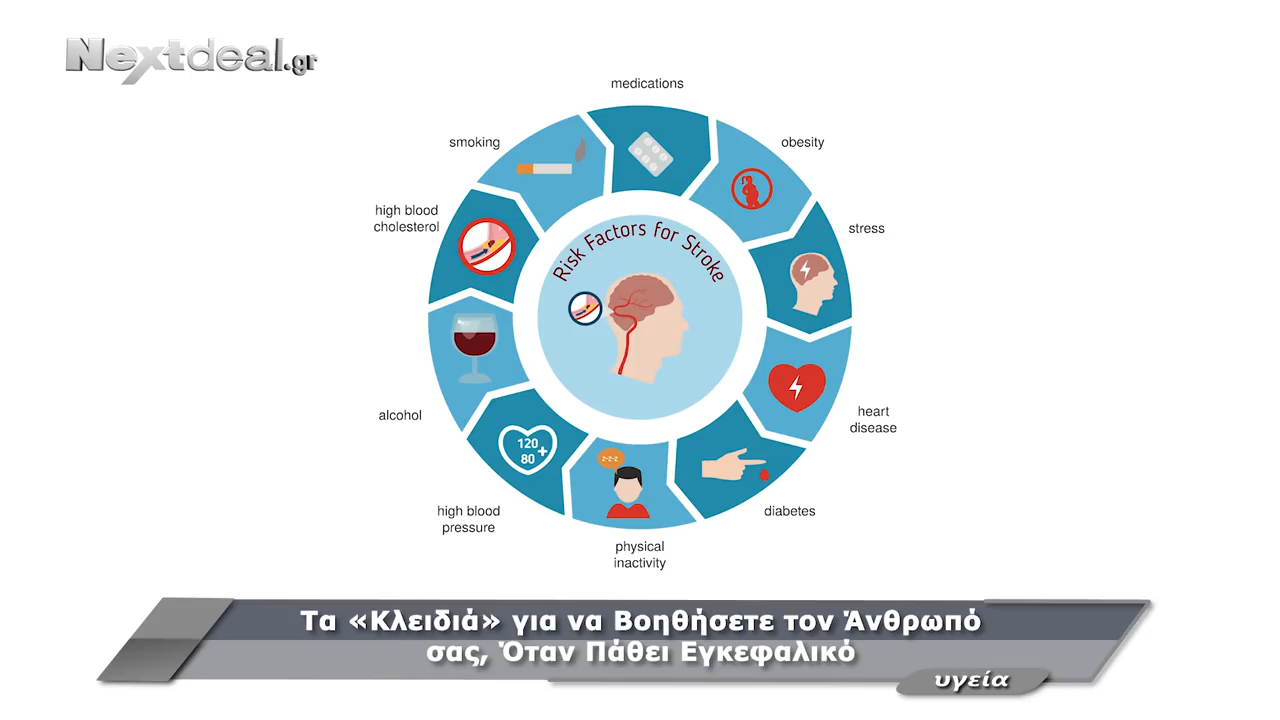 Nextdeal.gr
medications
smoking
obesity
high blood
cholesterol
stress
Risk Factors for Stroke
alcohol
heart
disease
120
80
z-z-z
high blood
pressure
diabetes
physical
inactivity
Τα «Κλειδιά» για να Βοηθήσετε τον Άνθρωπό
σας, Όταν Πάθει Εγκεφαλικό
υγεία